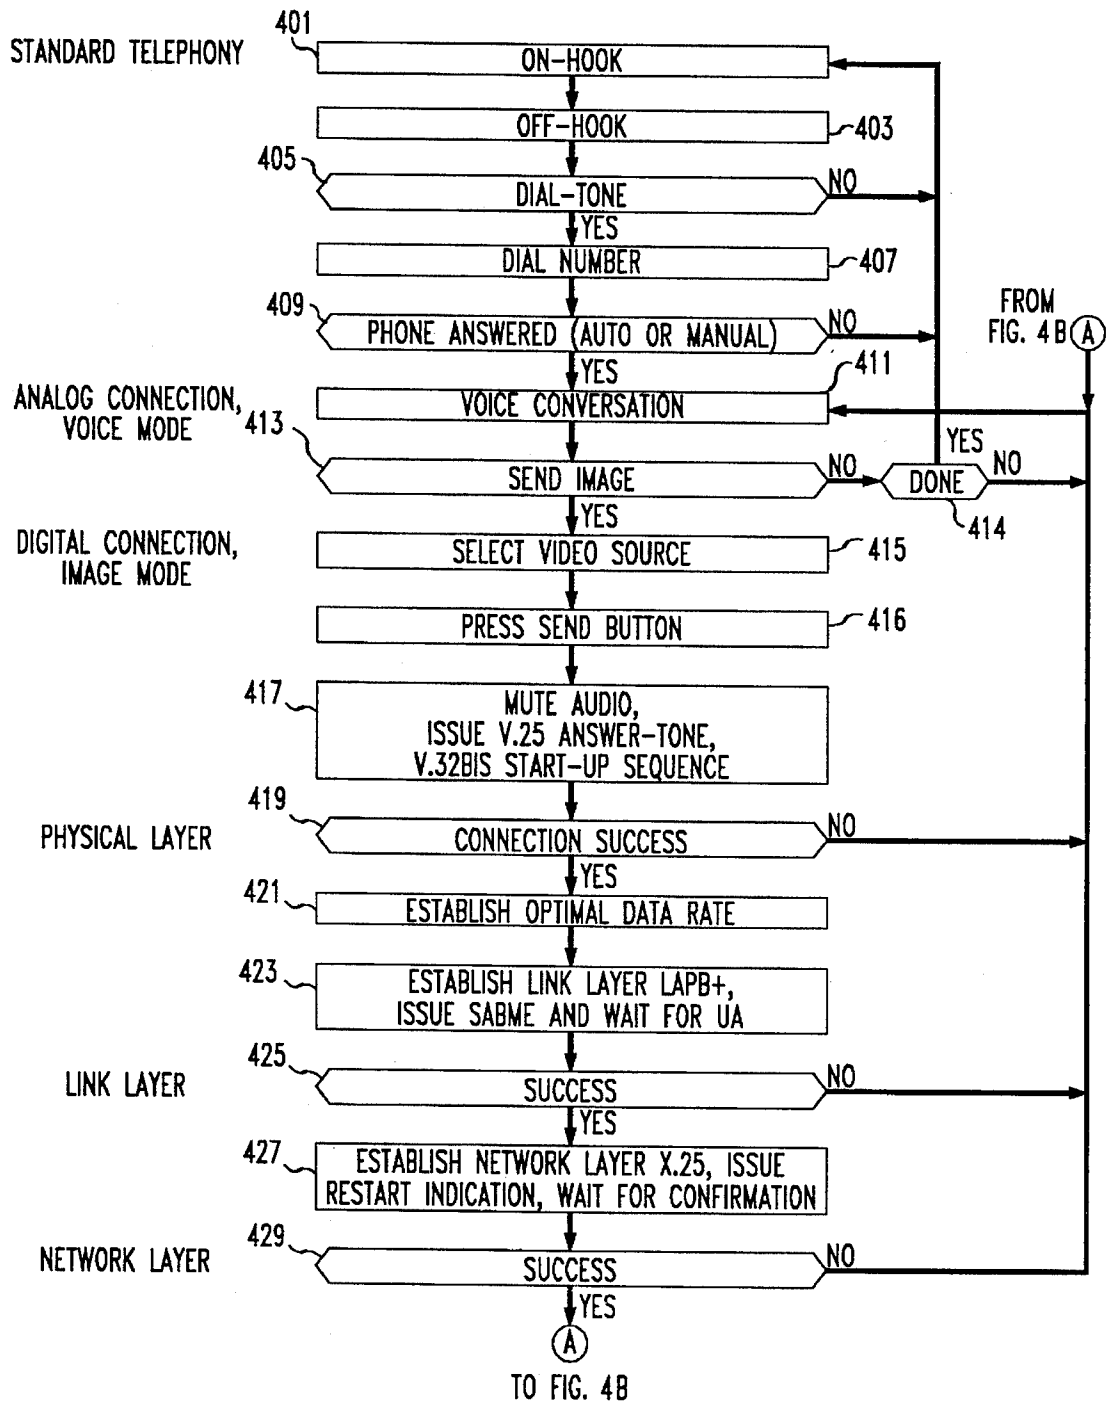 401
STANDARD TELEPHONY
ON-HOOK
OFF-HOOK
403
405
DIAL-TONE
NO
YES
DIAL NUMBER
407
409
PHONE ANSWERED (AUTO OR MANUAL)
NO
FROM
FIG. 4B
A
YES
411
ANALOG CONNECTION,
VOICE MODE
VOICE CONVERSATION
413
SEND IMAGE
NO
DONE
YES
NO
414
YES
DIGITAL CONNECTION,
IMAGE MODE
SELECT VIDEO SOURCE
415
PRESS SEND BUTTON
416
417
MUTE AUDIO,
ISSUE V.25 ANSWER-TONE,
V.32BIS START-UP SEQUENCE
419
PHYSICAL LAYER
CONNECTION SUCCESS
NO
YES
421
ESTABLISH OPTIMAL DATA RATE
423
ESTABLISH LINK LAYER LAPB+,
ISSUE SABME AND WAIT FOR UA
425
LINK LAYER
SUCCESS
NO
YES
427
ESTABLISH NETWORK LAYER X.25, ISSUE
RESTART INDICATION, WAIT FOR CONFIRMATION
429
NETWORK LAYER
SUCCESS
NO
YES
A
TO FIG. 4B